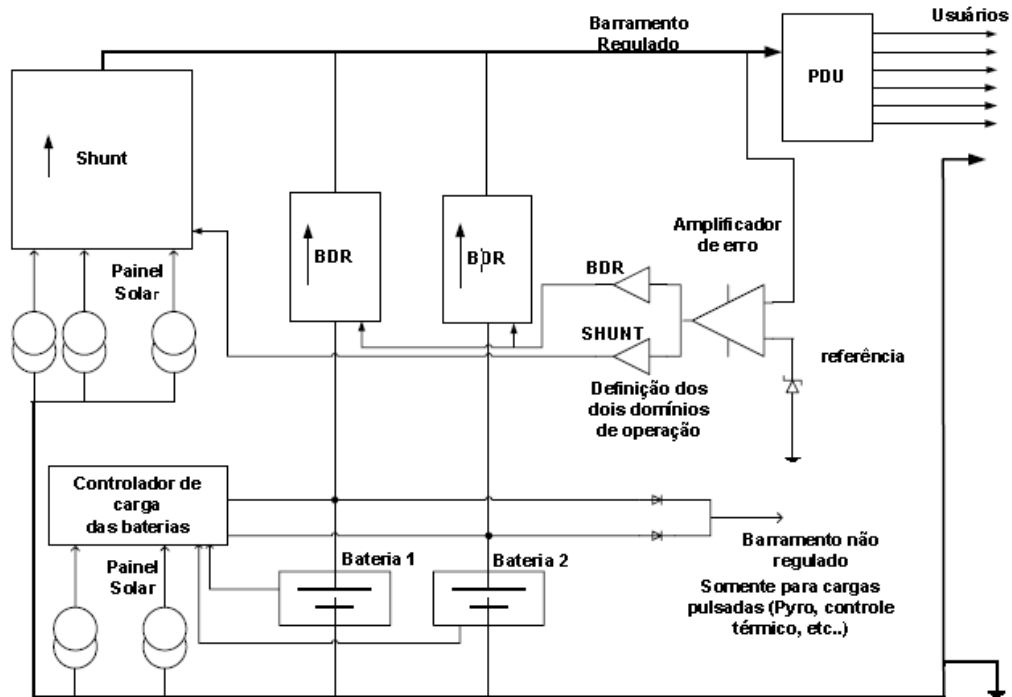 Usuários
Barramento
Regulado
PDU
Shunt
Amplificador
de erro
BDR
BDR
BDR
Painel
Solar
SHUNT
referência
Definição dos
dois domínios
de operação
Controlador de
carga
das baterias
Barramento não
regulado
Bateria 1
Bateria 2
Painel
Solar
Somente para cargas
pulsadas (Pyro, controle
térmico, etc..)